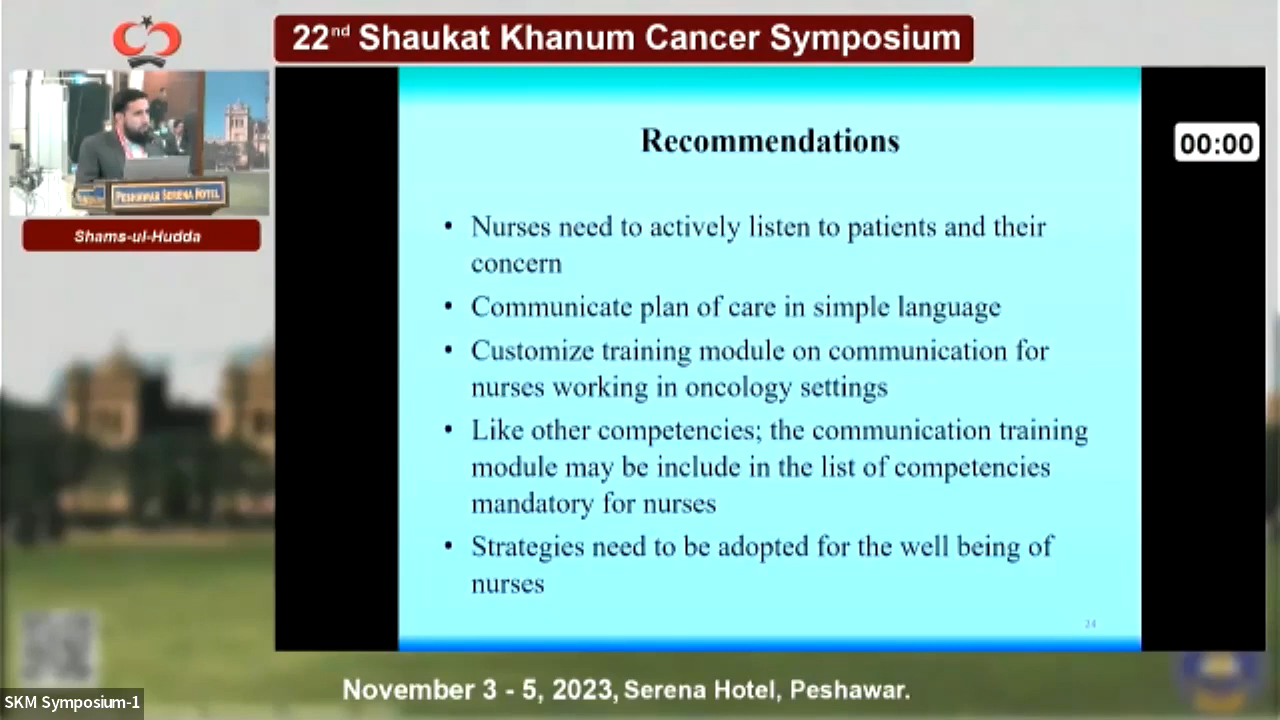 22nd Shaukat Khanum Cancer Symposium
PESHAWAR SERENA HOTEL
Shams-ul-Hudda
00:00
Recommendations
• Nurses need to actively listen to patients and their
concern
• Communicate plan of care in simple language
• Customize training module on communication for
nurses working in oncology settings
• Like other competencies; the communication training
module may be include in the list of competencies
mandatory for nurses
• Strategies need to be adopted for the well being of
nurses
24
November 3 - 5, 2023, Serena Hotel, Peshawar.
SKM Symposium-1